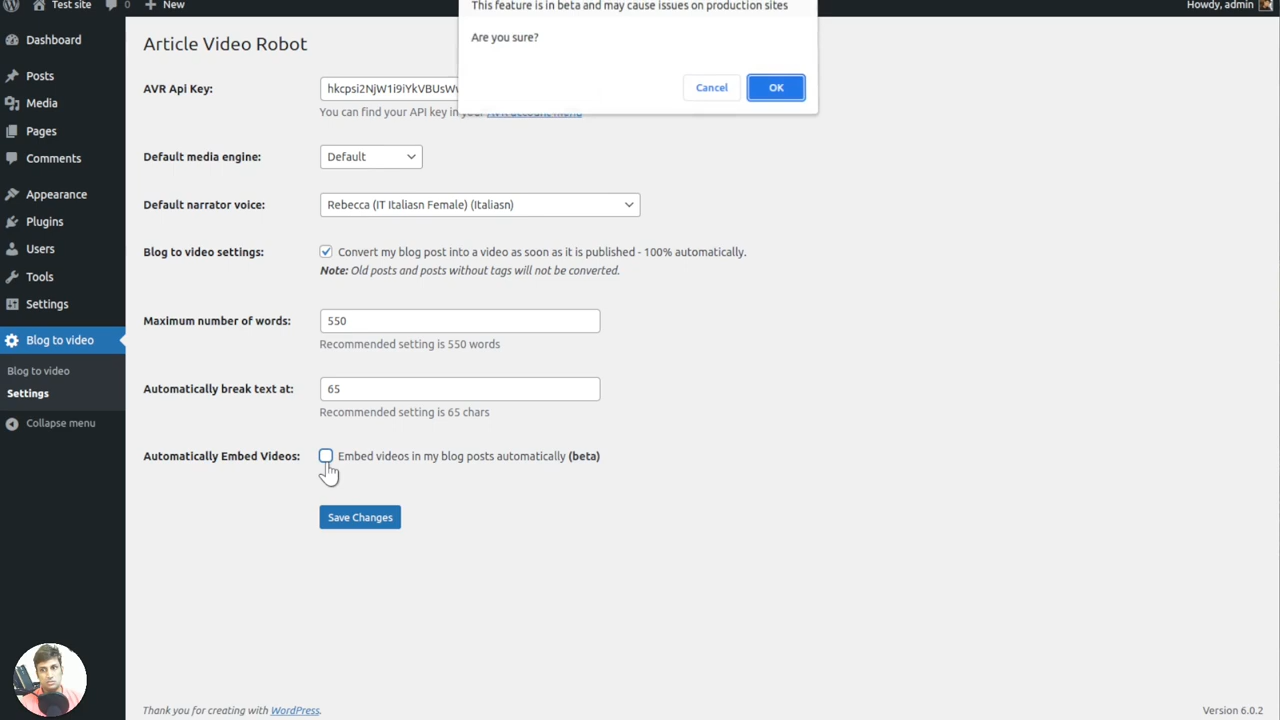 Test site 0 New
Howdy, admin
This feature is in beta and may cause issues on production sites
Are you sure?
Cancel OK
Dashboard
Posts
Media
Pages
Comments
Appearance
Plugins
Users
Tools
Settings
Blog to video
Blog to video
Settings
Collapse menu
Article Video Robot
AVR Api Key:
You can find your API key in your AVR account menu
Default media engine: Default
Default narrator voice: Rebecca (IT Italiasn Female) (Italiasn)
Blog to video settings: Convert my blog post into a video as soon as it is published - 100% automatically.
Note: Old posts and posts without tags will not be converted.
Maximum number of words: 550
Recommended setting is 550 words
Automatically break text at: 65
Recommended setting is 65 chars
Automatically Embed Videos: Embed videos in my blog posts automatically (beta)
Save Changes
Thank you for creating with WordPress.
Version 6.0.2